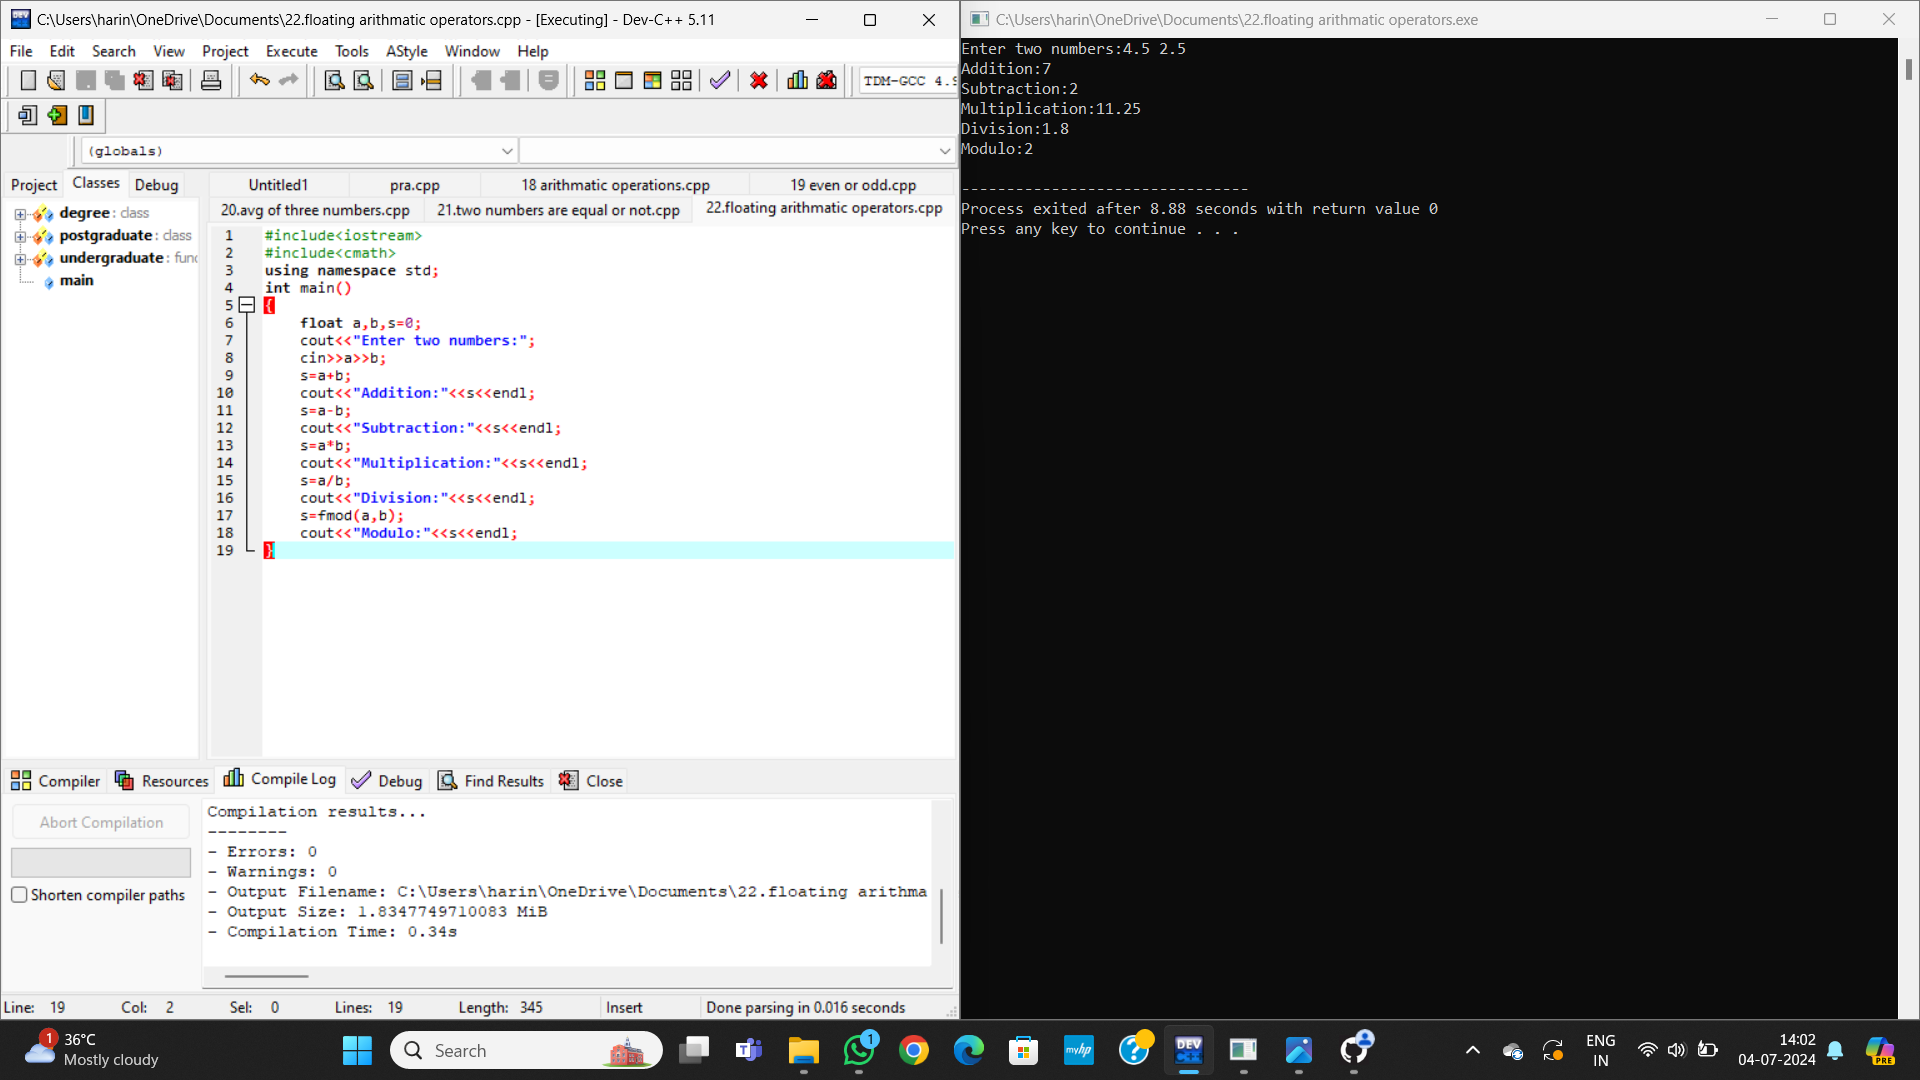 C:\Users\harin\OneDrive\Documents\22.floating arithmatic operators.cpp - [Executing] - Dev-C++ 5.11
File Edit Search View Project Execute Tools AStyle Window Help
TDM-GCC 4.9
(globals)
Project Classes Debug
degree : class
postgraduate : class
undergraduate : func
main
Untitled1 pra.cpp 18 arithmatic operations.cpp 19 even or odd.cpp
20.avg of three numbers.cpp 21.two numbers are equal or not.cpp 22.floating arithmatic operators.cpp
1 #include<iostream>
2 #include<cmath>
3 using namespace std;
4 int main()
5 {
6 float a,b,s=0;
7 cout<<"Enter two numbers:";
8 cin>>a>>b;
9 s=a+b;
10 cout<<"Addition:"<<s<<endl;
11 s=a-b;
12 cout<<"Subtraction:"<<s<<endl;
13 s=a*b;
14 cout<<"Multiplication:"<<s<<endl;
15 s=a/b;
16 cout<<"Division:"<<s<<endl;
17 s=fmod(a,b);
18 cout<<"Modulo:"<<s<<endl;
19 }
Compiler Resources Compile Log Debug Find Results Close
Abort Compilation
Shorten compiler paths
Compilation results...
--------
- Errors: 0
- Warnings: 0
- Output Filename: C:\Users\harin\OneDrive\Documents\22.floating arithma
- Output Size: 1.8347749710083 MiB
- Compilation Time: 0.34s
Line: 19 Col: 2 Sel: 0 Lines: 19 Length: 345 Insert Done parsing in 0.016 seconds
C:\Users\harin\OneDrive\Documents\22.floating arithmatic operators.exe
Enter two numbers:4.5 2.5
Addition:7
Subtraction:2
Multiplication:11.25
Division:1.8
Modulo:2
--------------------------------
Process exited after 8.88 seconds with return value 0
Press any key to continue . . .
1
36°C
Mostly cloudy
Search
1
myhp
DEV C++
ENG
IN
14:02
04-07-2024
PRE